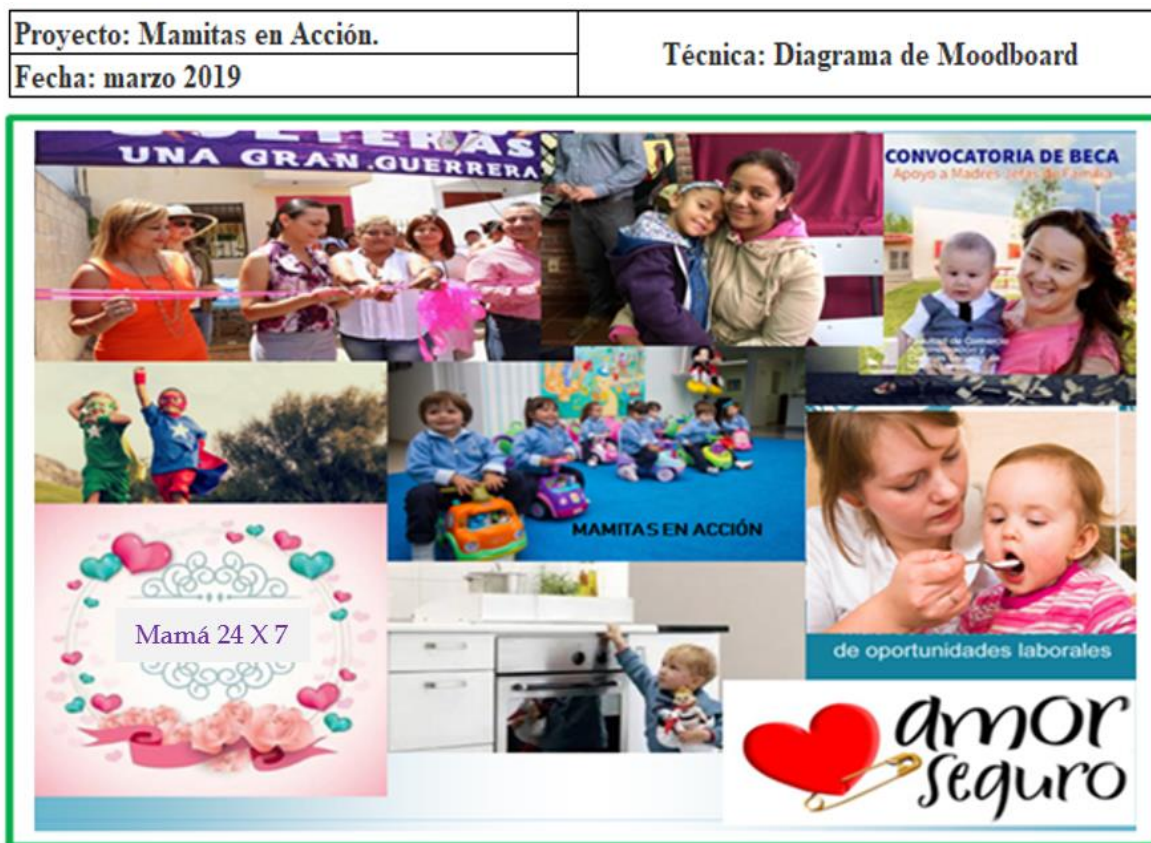 Proyecto: Mamitas en Acción.
Fecha: marzo 2019
Técnica: Diagrama de Moodboard
UNA GRAN GUERRERA
CONVOCATORIA DE BECA
Apoyo a Madres Jefas de Familia
MAMITAS EN ACCIÓN
Mamá 24 X 7
de oportunidades laborales
amor
seguro